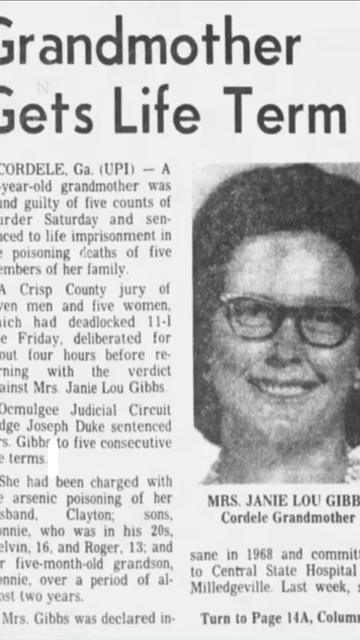 Grandmother
Gets Life Term
CORDELE, Ga. (UPI) — A
-year-old grandmother was
und guilty of five counts of
urder Saturday and sen-
nced to life imprisonment in
e poisoning deaths of five
embers of her family.
A Crisp County jury of
ven men and five women,
hich had deadlocked 11-1
te Friday, deliberated for
out four hours before re-
rning with the verdict
ainst Mrs. Janie Lou Gibbs.
Ocmulgee Judicial Circuit
dge Joseph Duke sentenced
rs. Gibbs to five consecutive
e terms.
She had been charged with
e arsenic poisoning of her
sband, Clayton; sons,
onnie, who was in his 20s,
elvin, 16, and Roger, 13; and
r five-month-old grandson,
onnie, over a period of al-
ost two years.
Mrs. Gibbs was declared in-
MRS. JANIE LOU GIBB
Cordele Grandmother
sane in 1968 and committ
to Central State Hospital
Milledgeville. Last week, s
Turn to Page 14A, Colum